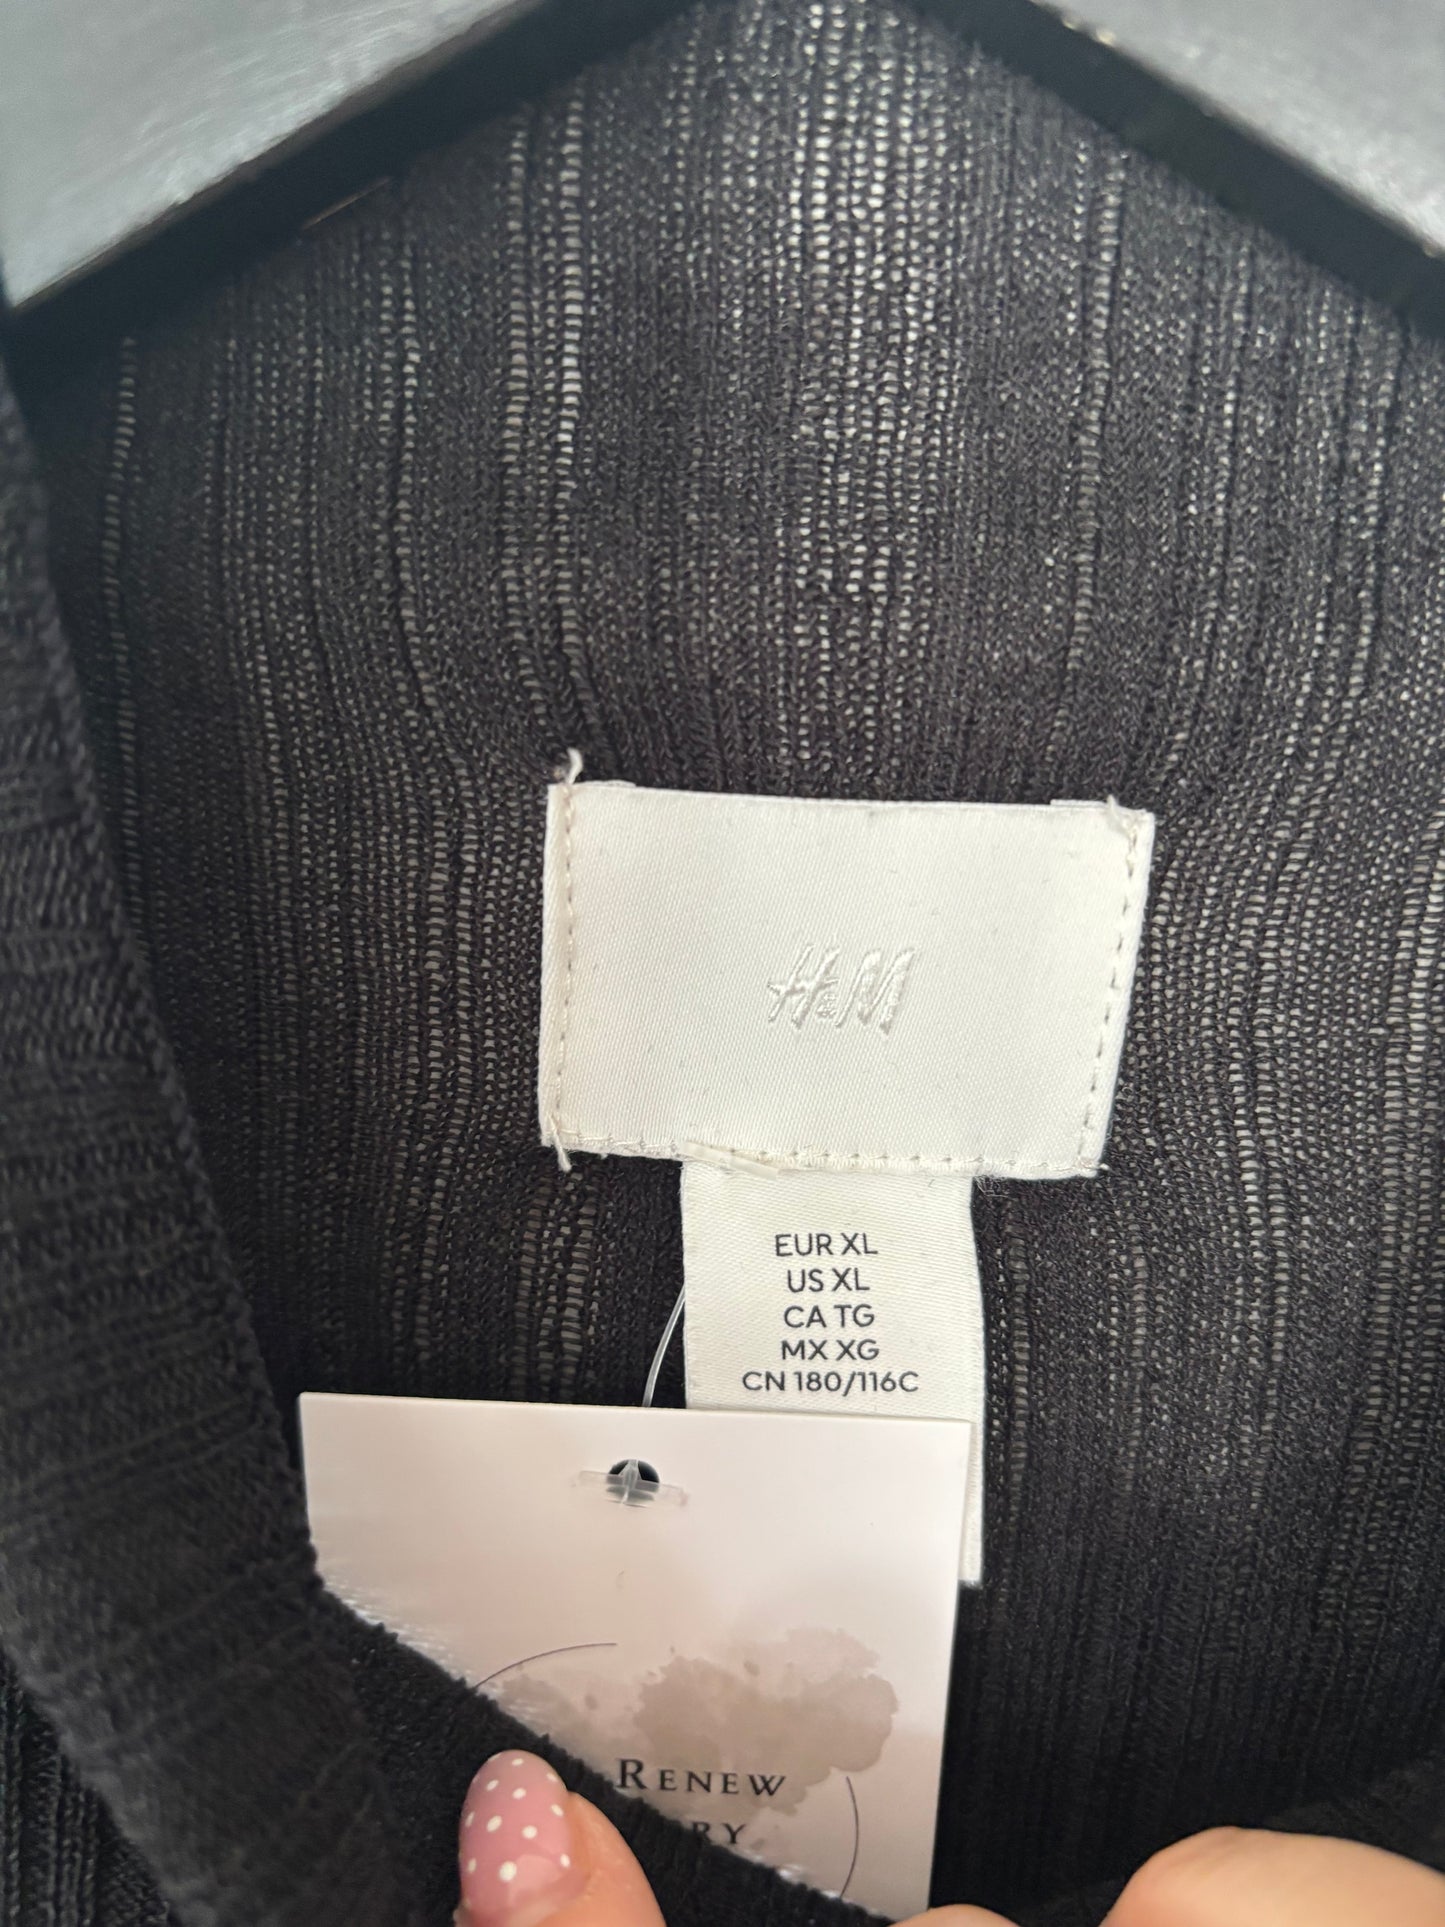 H&M
EUR XL
US XL
CA TG
MX XG
CN 180/116C
RENEW